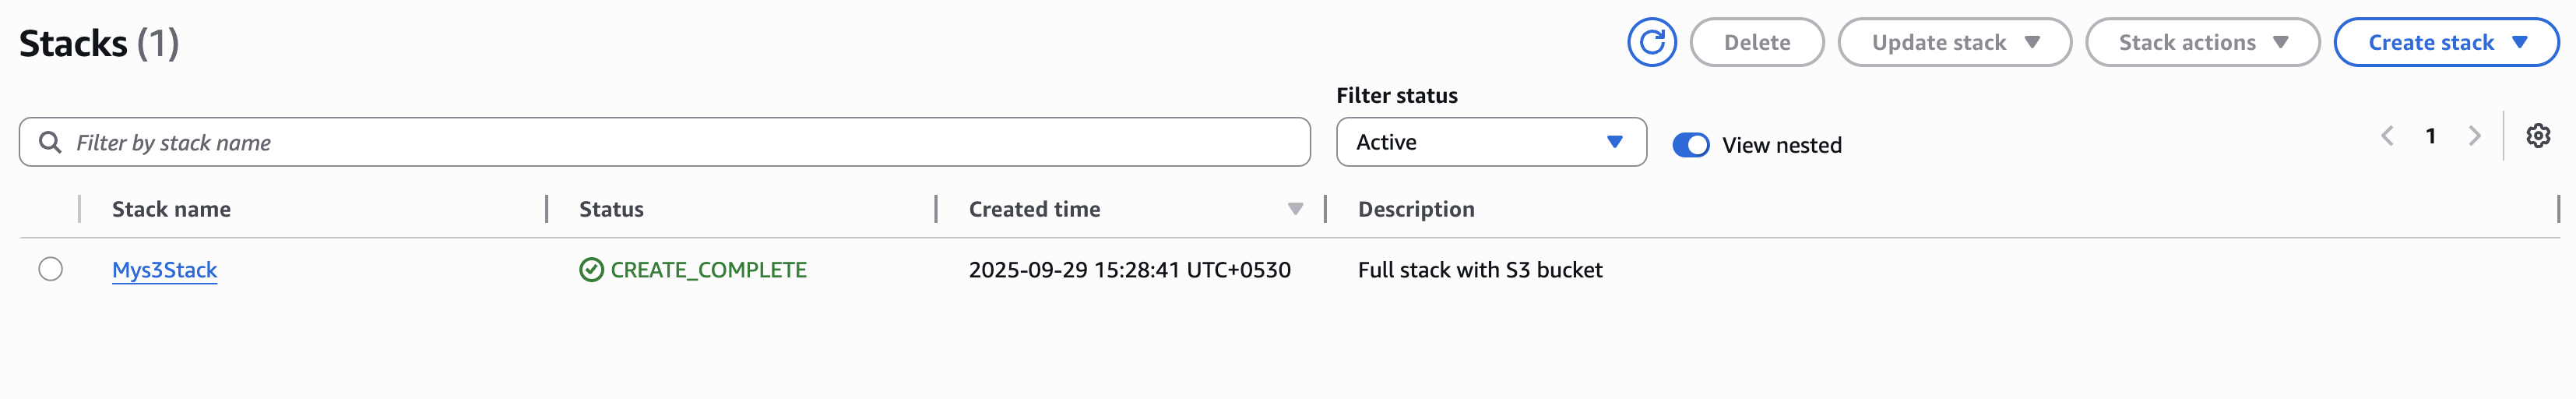 Stacks (1)
Delete
Update stack
Stack actions
Create stack
Filter status
Filter by stack name
Active
View nested
1
Stack name Status Created time Description
Mys3Stack CREATE_COMPLETE 2025-09-29 15:28:41 UTC+0530 Full stack with S3 bucket